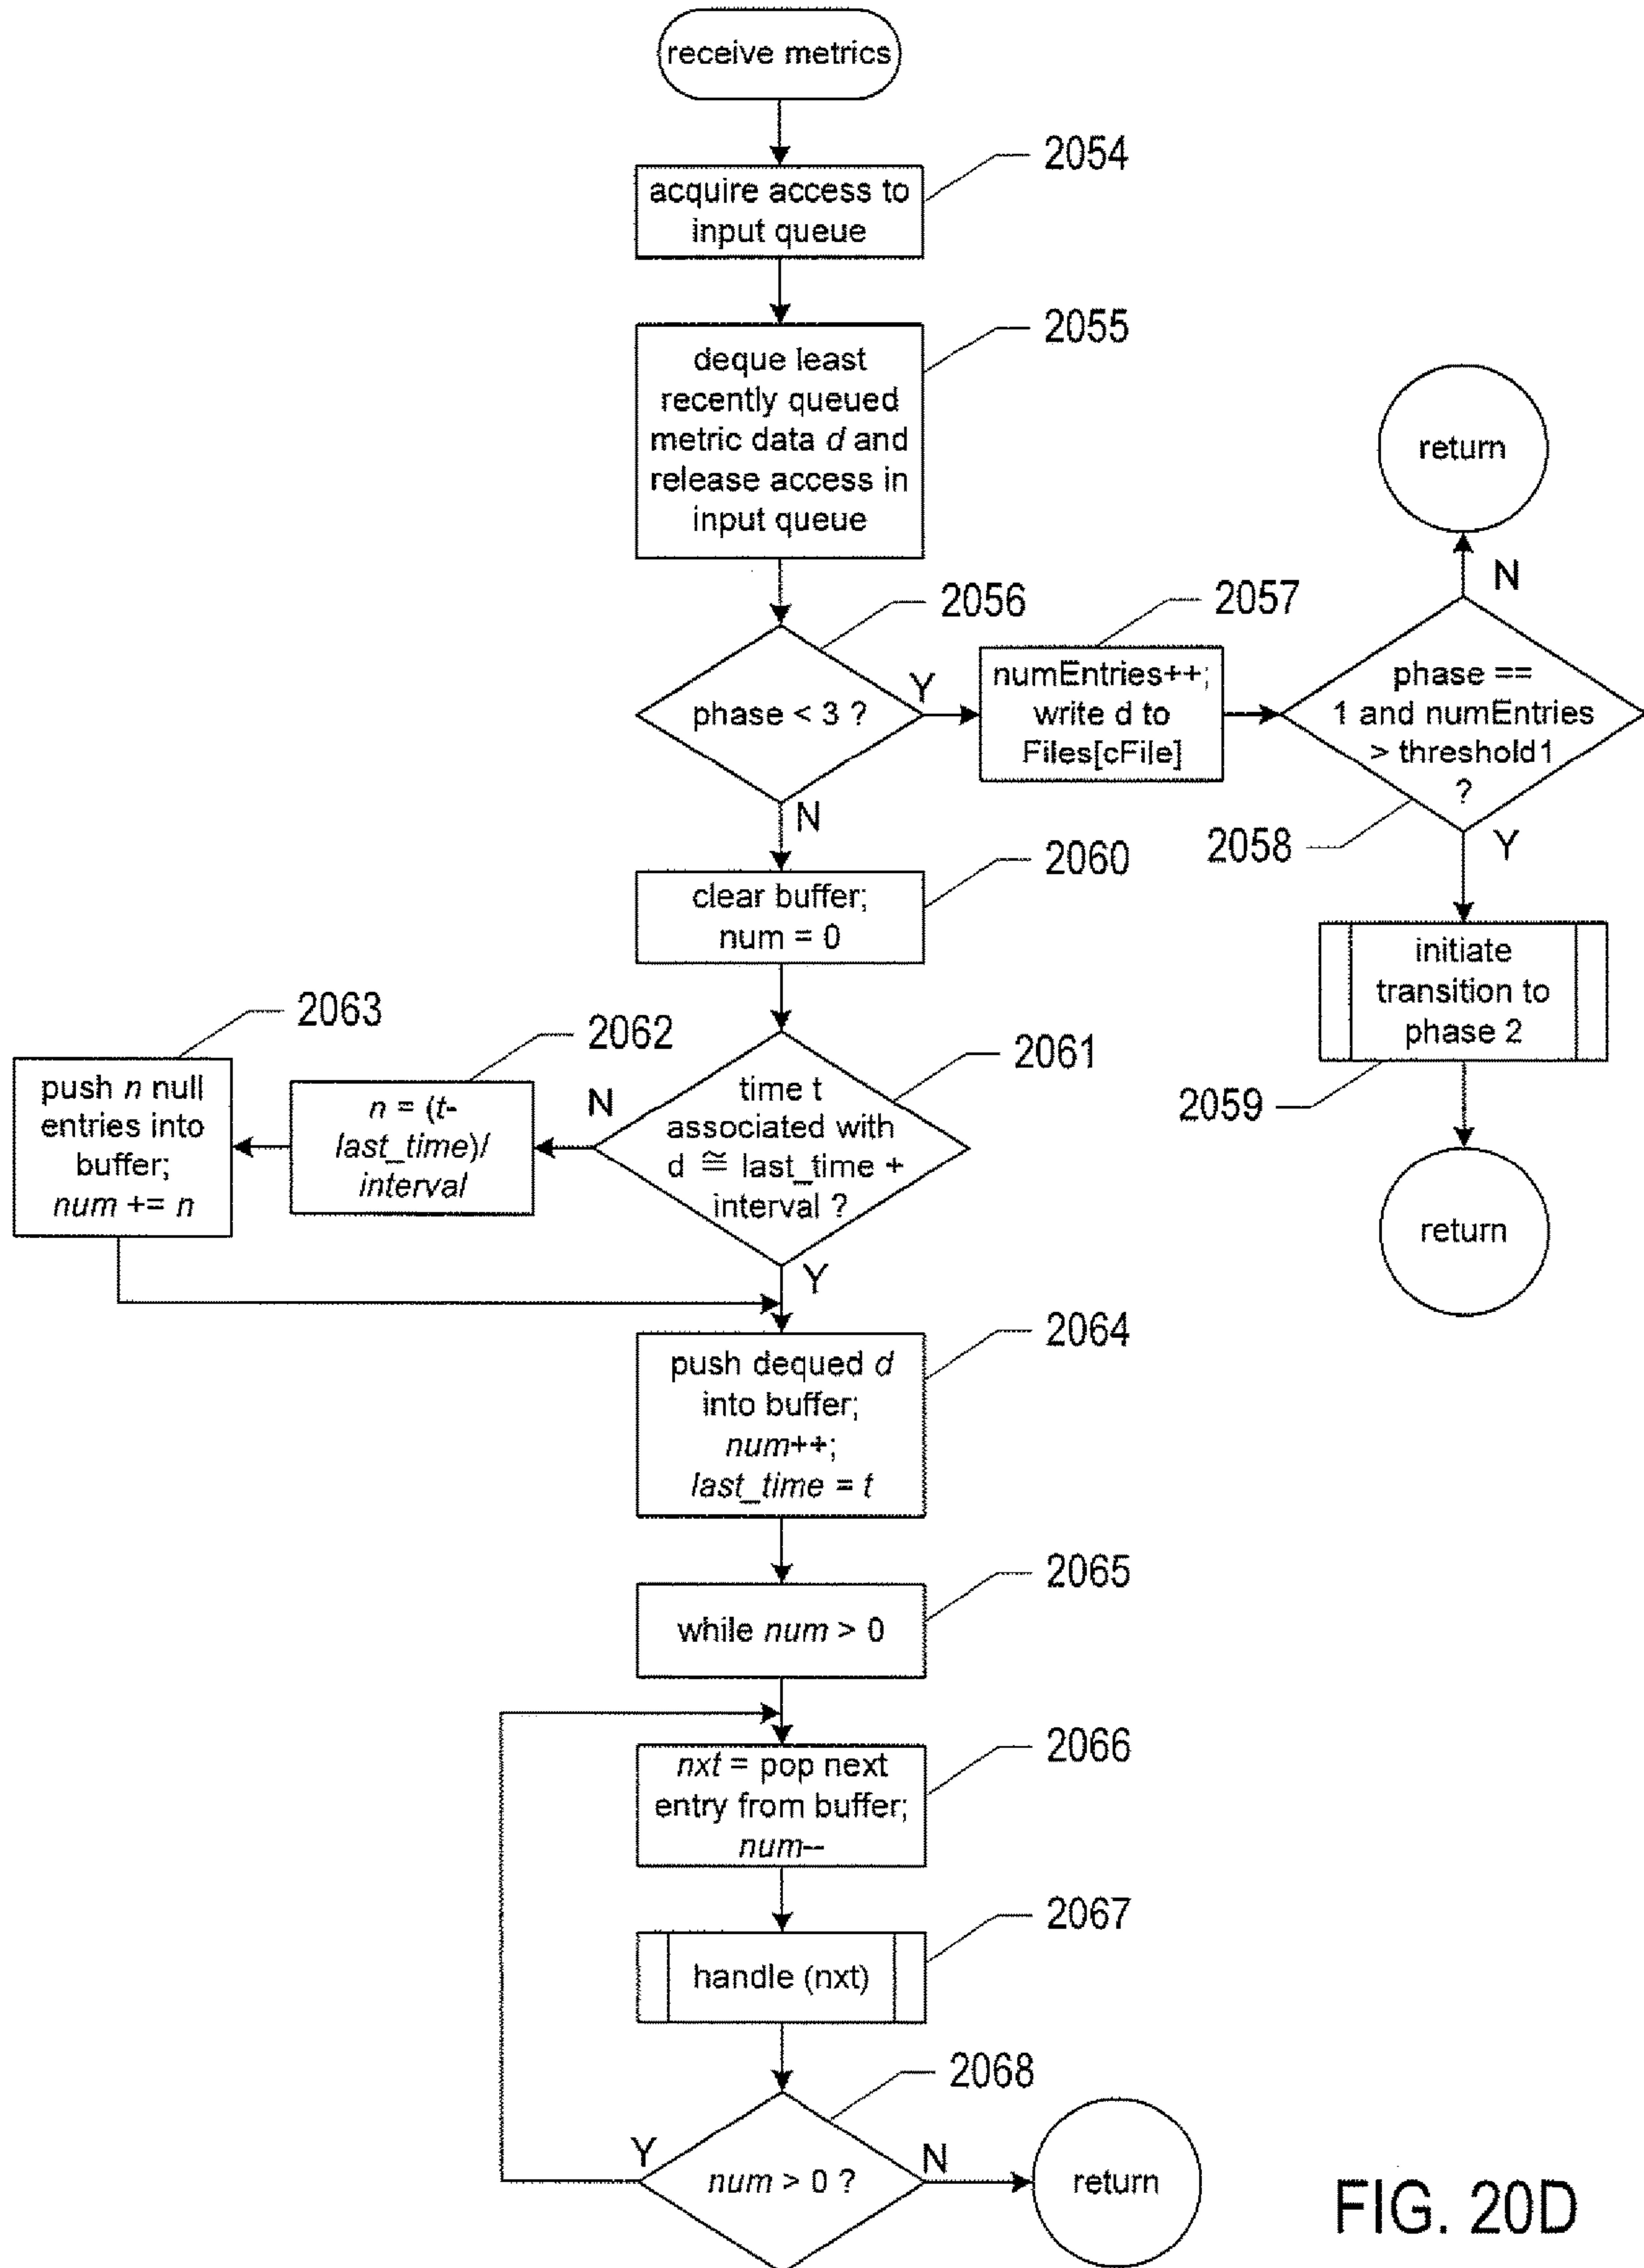 receive metrics
2054
acquire access to
input queue
2055
deque least
recently queued
metric data d and
release access in
input queue
return
2056
phase < 3 ?
Y
N
2057
numEntries++;
write d to
Files[cFile]
N
phase ==
1 and numEntries
> threshold1
?
2058
Y
initiate
transition to
phase 2
2059
return
2060
clear buffer;
num = 0
2061
time t
associated with
d ≅ last_time +
interval ?
N
Y
2062
n = (t-
last_time)/
interval
2063
push n null
entries into
buffer;
num += n
2064
push dequed d
into buffer;
num++;
last_time = t
2065
while num > 0
2066
nxt = pop next
entry from buffer;
num--
2067
handle (nxt)
2068
Y
num > 0 ?
N
return
FIG. 20D